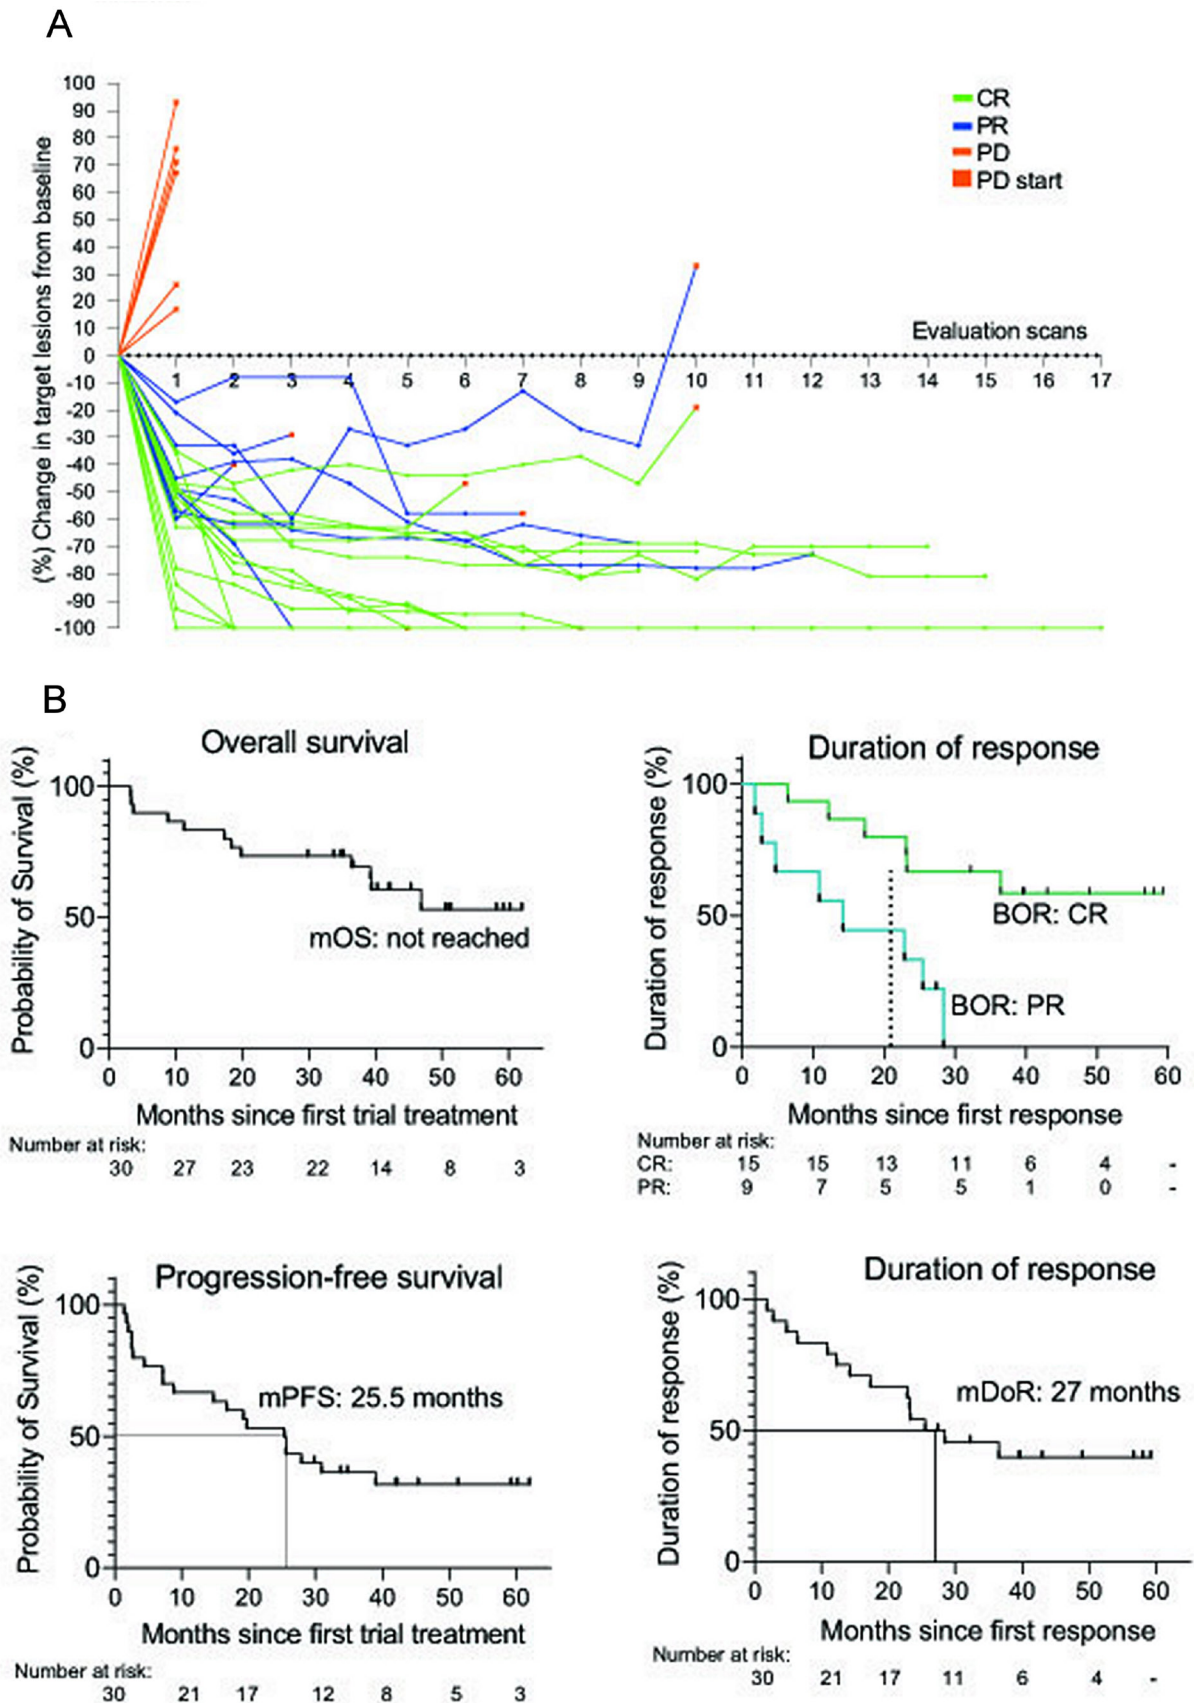 A
(%) Change in target lesions from baseline
100
90
80
70
60
50
40
30
20
10
0
-10
-20
-30
-40
-50
-60
-70
-80
-90
-100
CR
PR
PD
PD start
Evaluation scans
1 2 3 4 5 6 7 8 9 10 11 12 13 14 15 16 17
B
Overall survival
Probability of Survival (%)
100
50
0
mOS: not reached
0 10 20 30 40 50 60
Months since first trial treatment
Number at risk:
30 27 23 22 14 8 3
Duration of response
Duration of response (%)
100
50
0
BOR: CR
BOR: PR
0 10 20 30 40 50 60
Months since first response
Number at risk:
CR: 15 15 13 11 6 4 -
PR: 9 7 5 5 1 0 -
Progression-free survival
Probability of Survival (%)
100
50
0
mPFS: 25.5 months
0 10 20 30 40 50 60
Months since first trial treatment
Number at risk:
30 21 17 12 8 5 3
Duration of response
Duration of response (%)
100
50
0
mDoR: 27 months
0 10 20 30 40 50 60
Months since first response
Number at risk:
30 21 17 11 6 4 -